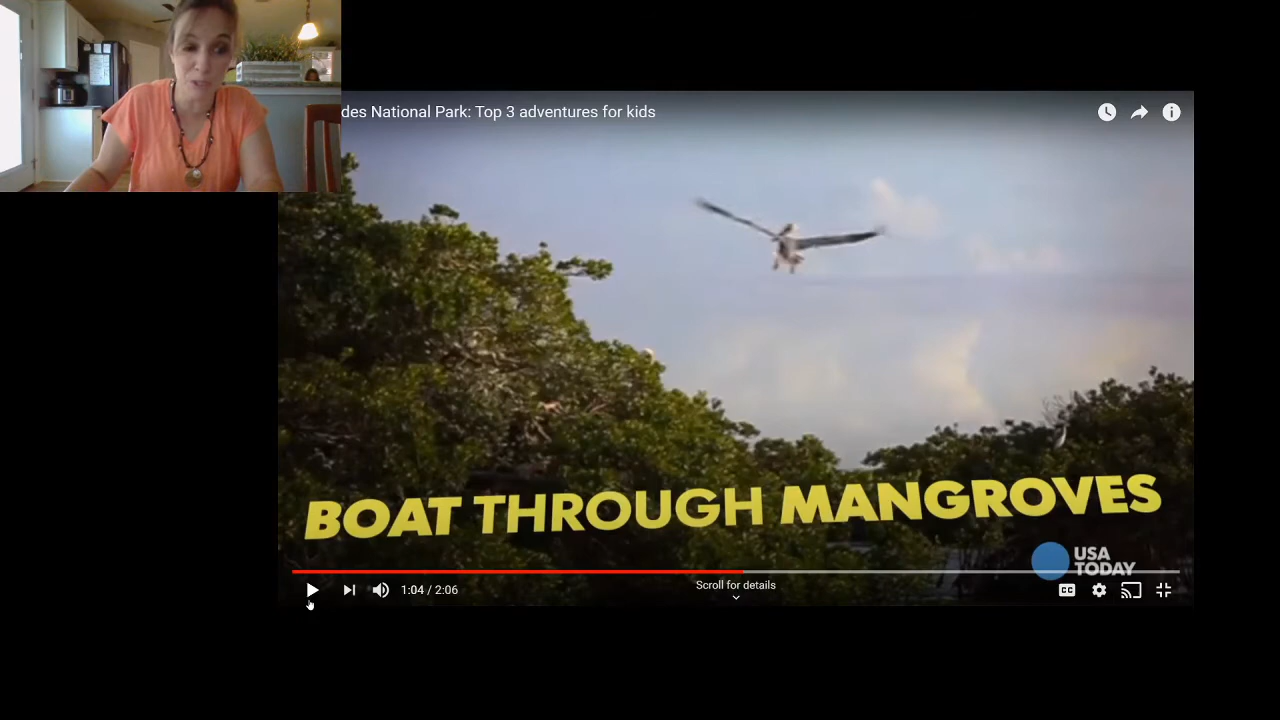 des National Park: Top 3 adventures for kids
BOAT THROUGH MANGROVES
USA
TODAY
1:04 / 2:06
Scroll for details
CC